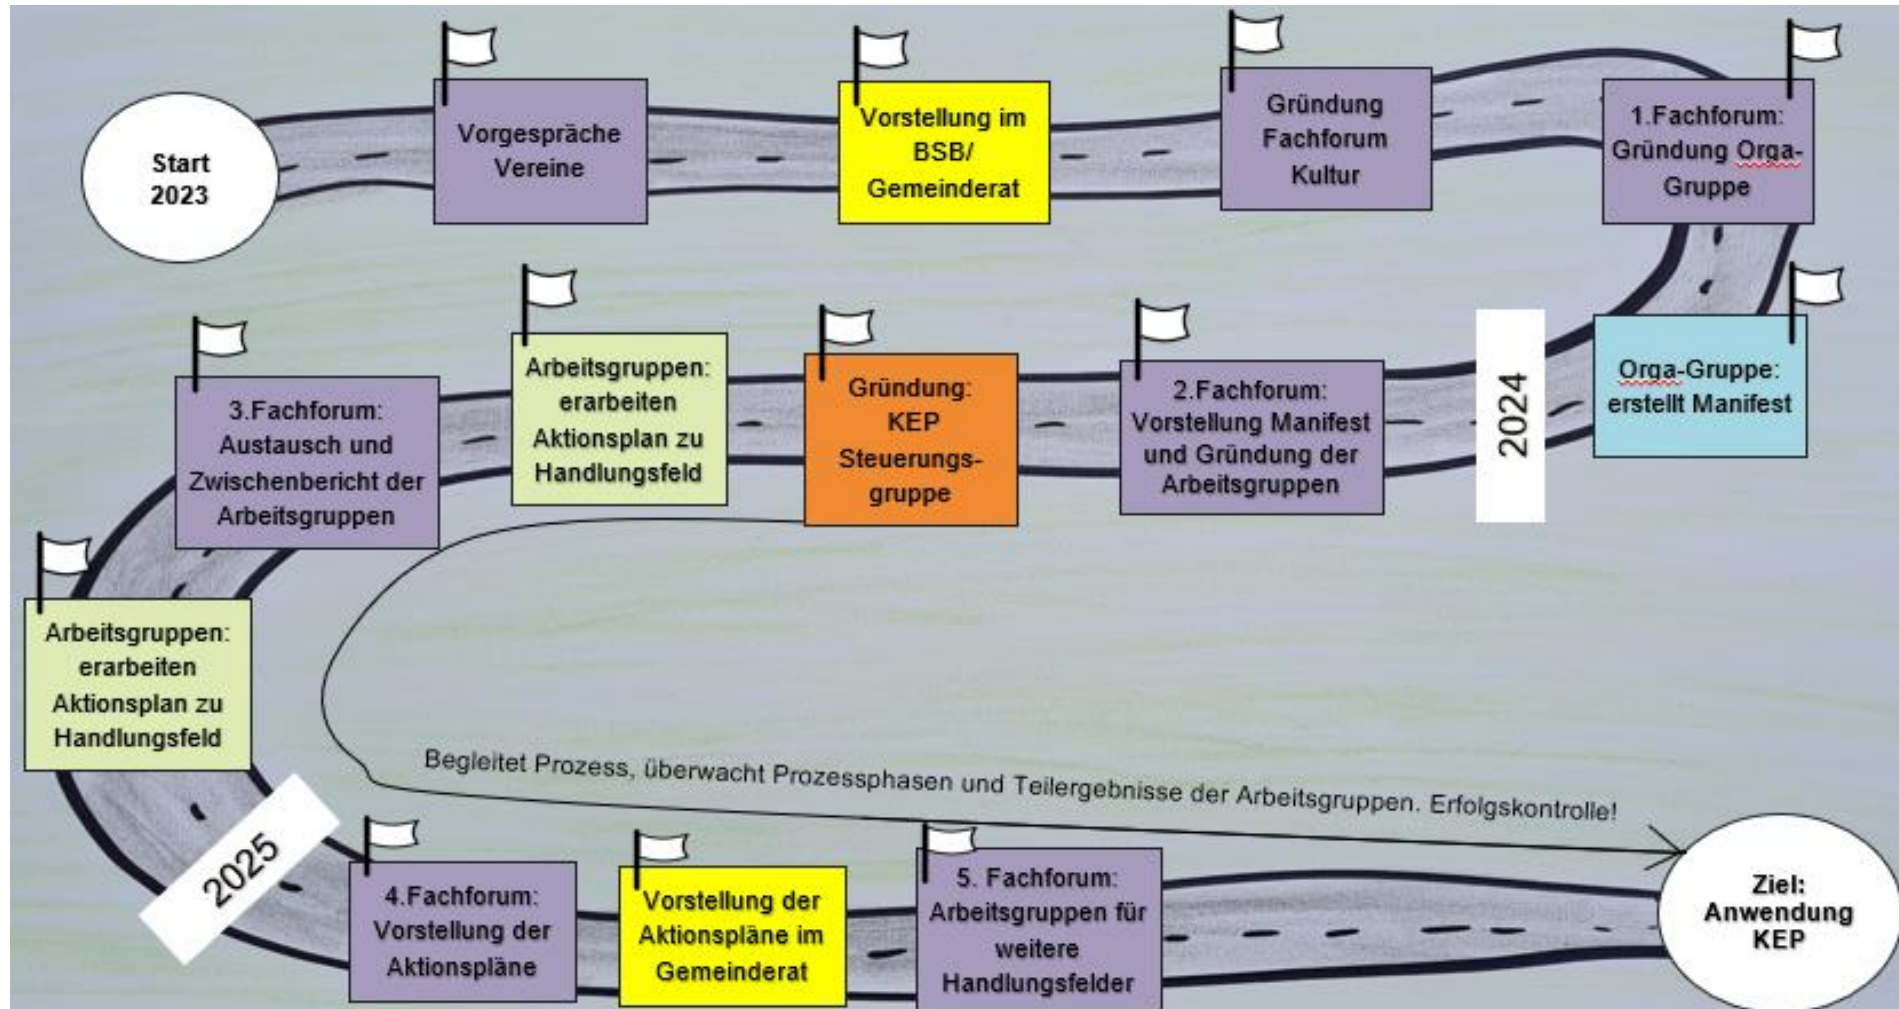 Start
2023
Vorgespräche
Vereine
Vorstellung im
BSB/
Gemeinderat
Gründung
Fachforum
Kultur
1.Fachforum:
Gründung Orga-
Gruppe
Orga-Gruppe:
erstellt Manifest
2024
2.Fachforum:
Vorstellung Manifest
und Gründung der
Arbeitsgruppen
Gründung:
KEP
Steuerungs-
gruppe
Arbeitsgruppen:
erarbeiten
Aktionsplan zu
Handlungsfeld
3.Fachforum:
Austausch und
Zwischenbericht der
Arbeitsgruppen
Arbeitsgruppen:
erarbeiten
Aktionsplan zu
Handlungsfeld
Begleitet Prozess, überwacht Prozessphasen und Teilergebnisse der Arbeitsgruppen. Erfolgskontrolle!
2025
4.Fachforum:
Vorstellung der
Aktionspläne
Vorstellung der
Aktionspläne im
Gemeinderat
5. Fachforum:
Arbeitsgruppen für
weitere
Handlungsfelder
Ziel:
Anwendung
KEP